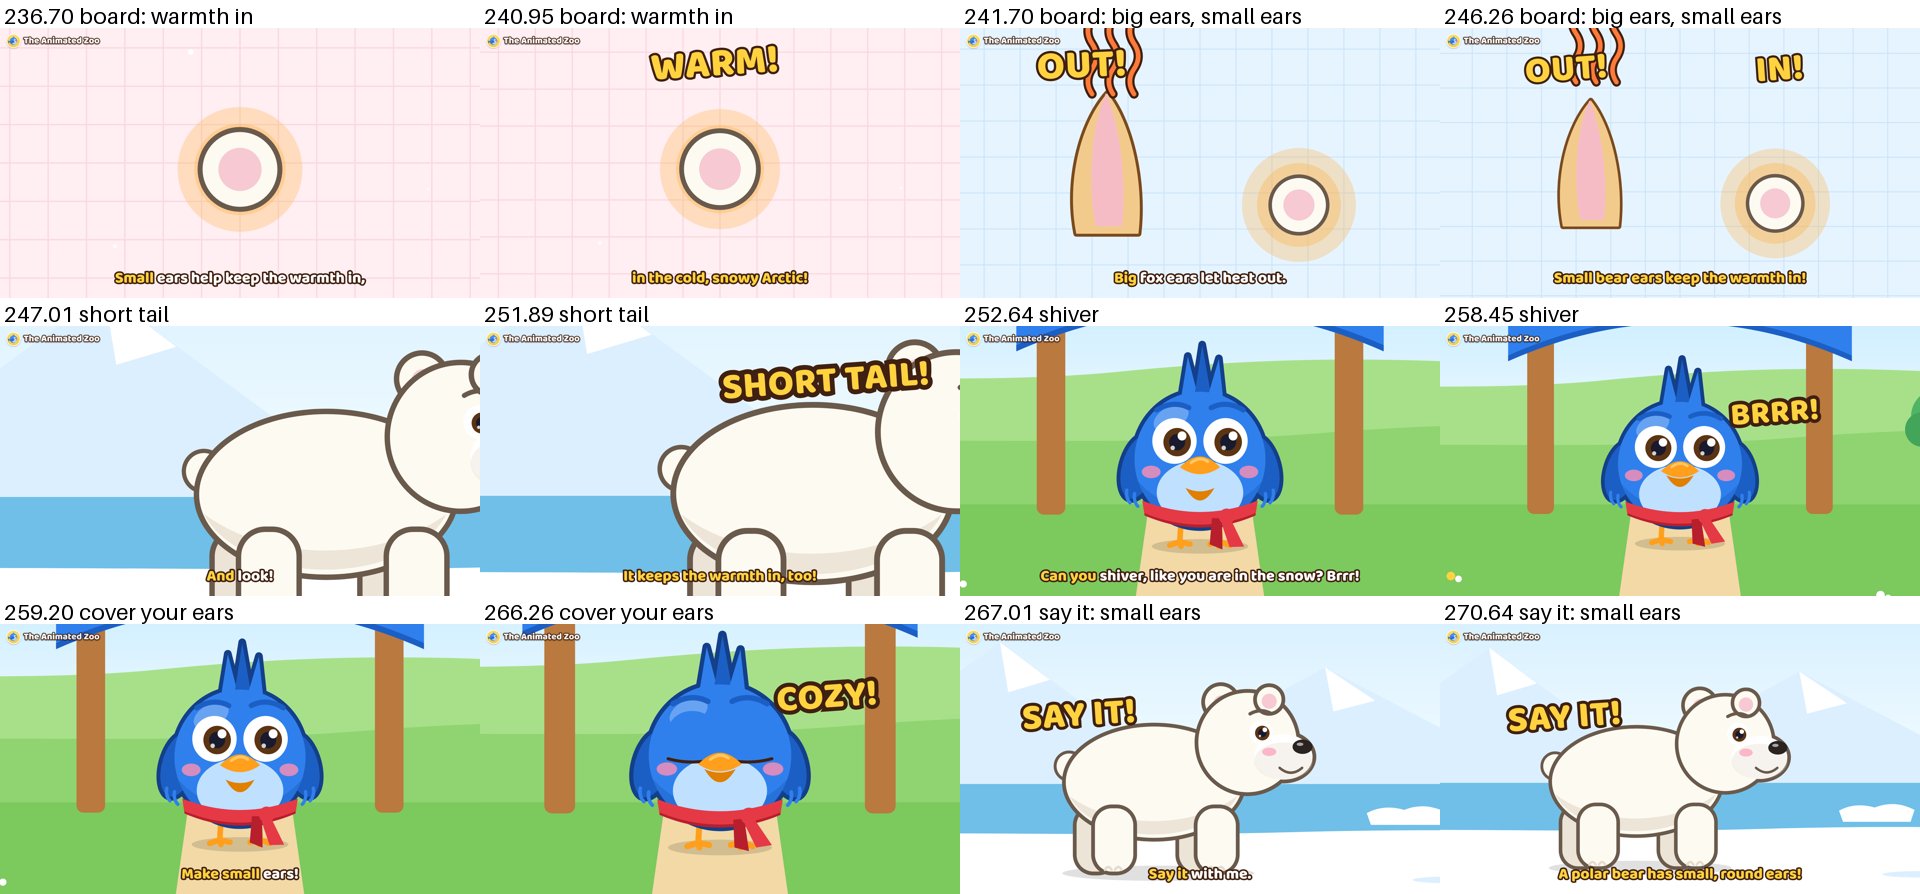 236.70 board: warmth in
The Animated Zoo
Small ears help keep the warmth in,
240.95 board: warmth in
The Animated Zoo
WARM!
in the cold, snowy Arctic!
241.70 board: big ears, small ears
The Animated Zoo
OUT!
Big fox ears let heat out.
246.26 board: big ears, small ears
The Animated Zoo
OUT!
IN!
Small bear ears keep the warmth in!
247.01 short tail
The Animated Zoo
And look!
251.89 short tail
The Animated Zoo
SHORT TAIL!
It keeps the warmth in, too!
252.64 shiver
The Animated Zoo
Can you shiver, like you are in the snow? Brrr!
258.45 shiver
The Animated Zoo
BRRR!
259.20 cover your ears
The Animated Zoo
Make small ears!
266.26 cover your ears
The Animated Zoo
COZY!
267.01 say it: small ears
The Animated Zoo
SAY IT!
Say it with me.
270.64 say it: small ears
The Animated Zoo
SAY IT!
A polar bear has small, round ears!